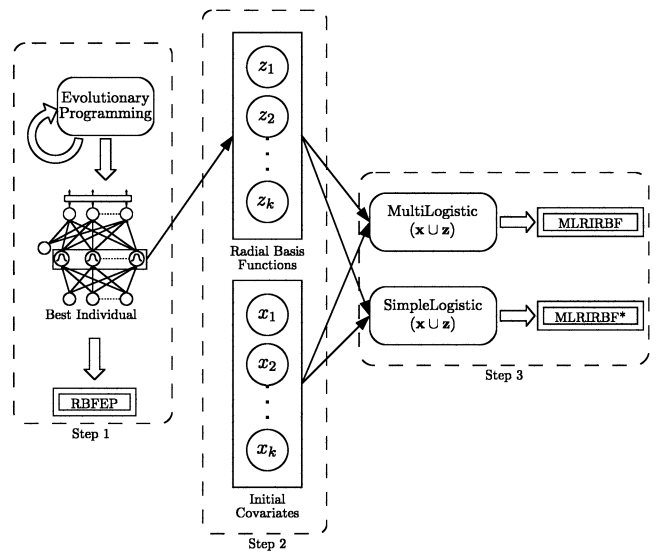 Evolutionary
Programming
Best Individual
RBFEP
Step 1
z1
z2
zk
Radial Basis
Functions
x1
x2
xk
Initial
Covariates
Step 2
MultiLogistic
(x ∪ z)
MLRIRBF
SimpleLogistic
(x ∪ z)
MLRIRBF*
Step 3